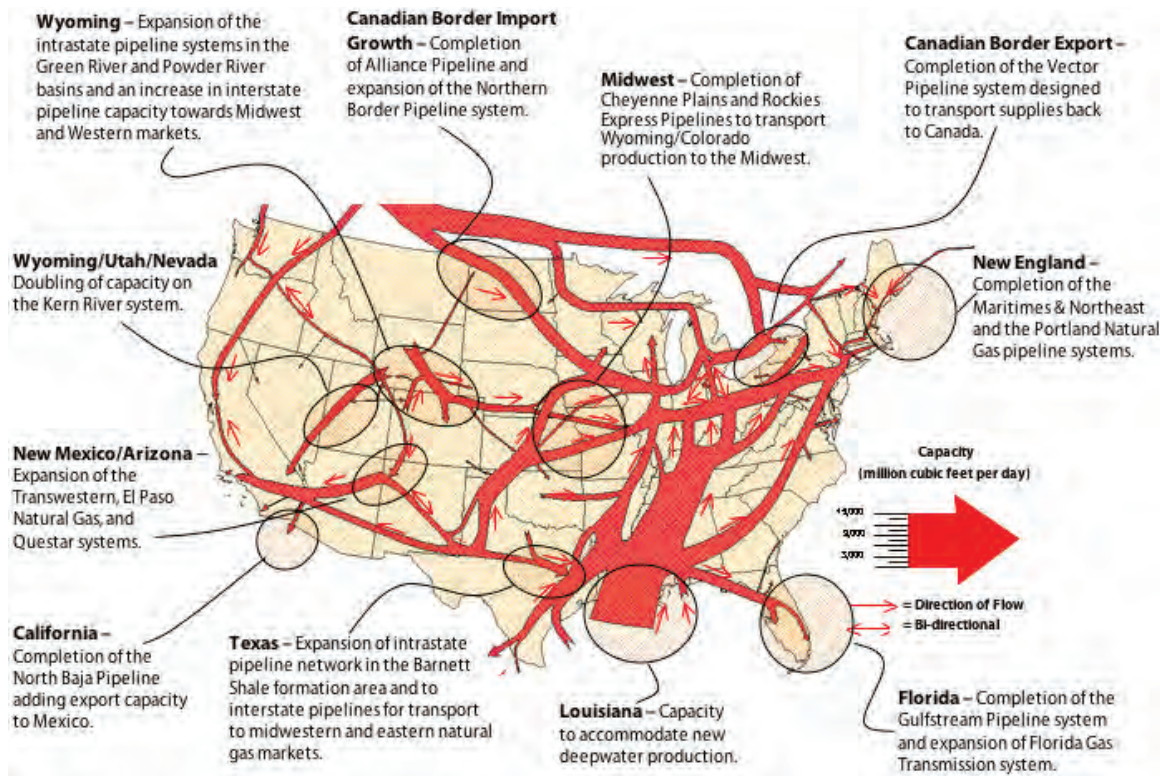 Wyoming – Expansion of the
intrastate pipeline systems in the
Green River and Powder River
basins and an increase in interstate
pipeline capacity towards Midwest
and Western markets.
Canadian Border Import
Growth – Completion
of Alliance Pipeline and
expansion of the Northern
Border Pipeline system.
Midwest – Completion of
Cheyenne Plains and Rockies
Express Pipelines to transport
Wyoming/Colorado
production to the Midwest.
Canadian Border Export –
Completion of the Vector
Pipeline system designed
to transport supplies back
to Canada.
Wyoming/Utah/Nevada
Doubling of capacity on
the Kern River system.
New England –
Completion of the
Maritimes & Northeast
and the Portland Natural
Gas pipeline systems.
New Mexico/Arizona –
Expansion of the
Transwestern, El Paso
Natural Gas, and
Questar systems.
Capacity
(million cubic feet per day)
3,000
= Direction of Flow
= Bi-directional
California –
Completion of the
North Baja Pipeline
adding export capacity
to Mexico.
Texas – Expansion of intrastate
pipeline network in the Barnett
Shale formation area and to
interstate pipelines for transport
to midwestern and eastern natural
gas markets.
Louisiana – Capacity
to accommodate new
deepwater production.
Florida – Completion of the
Gulfstream Pipeline system
and expansion of Florida Gas
Transmission system.